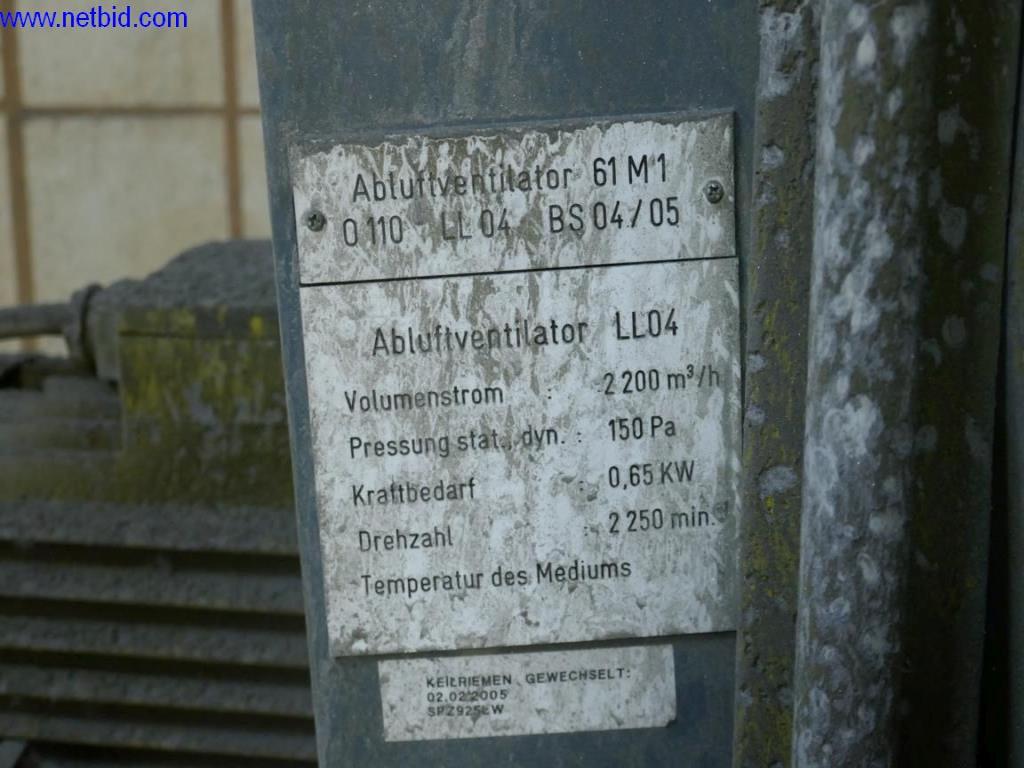 www.netbid.com
Abluftventilator 61 M 1
0 110 LL 04 BS 04/05
Abluftventilator LL04
Volumenstrom : 2 200 m³/h
Pressung stat., dyn. : 150 Pa
Kraftbedarf : 0,65 KW
Drehzahl : 2 250 min.
Temperatur des Mediums
KEILRIEMEN GEWECHSELT:
02.02.2005
SPZ925LW